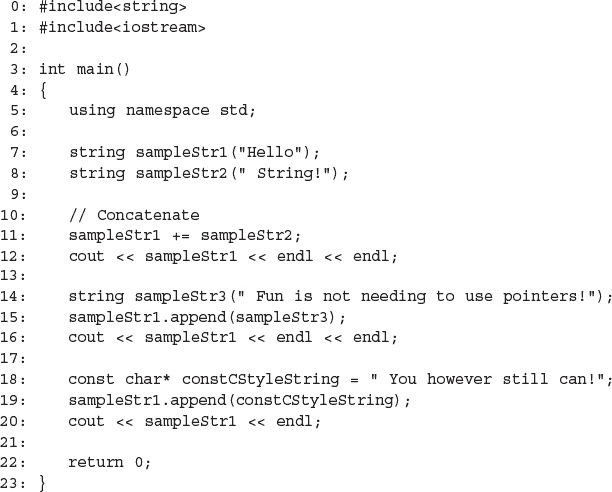 0: #include<string>
1: #include<iostream>
2:
3: int main()
4: {
5:    using namespace std;
6:
7:    string sampleStr1("Hello");
8:    string sampleStr2(" String!");
9:
10:    // Concatenate
11:    sampleStr1 += sampleStr2;
12:    cout << sampleStr1 << endl << endl;
13:
14:    string sampleStr3(" Fun is not needing to use pointers!");
15:    sampleStr1.append(sampleStr3);
16:    cout << sampleStr1 << endl << endl;
17:
18:    const char* constCStyleString = " You however still can!";
19:    sampleStr1.append(constCStyleString);
20:    cout << sampleStr1 << endl;
21:
22:    return 0;
23: }